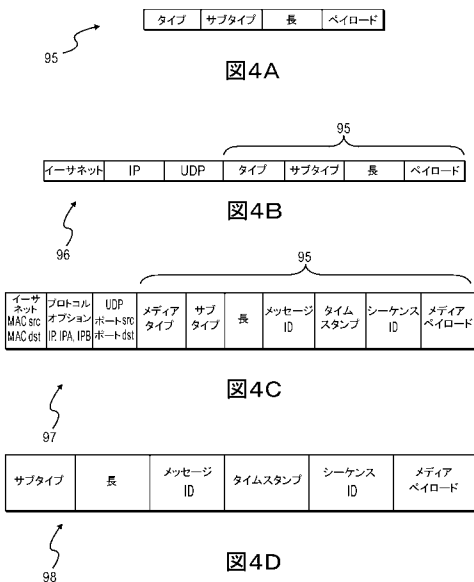 タイプ サブタイプ 長 ペイロード
95
図4A
95
イーサネット IP UDP タイプ サブタイプ 長 ペイロード
96
図4B
95
イーサ
ネット
MAC src
MAC dst
プロトコル
オプション
IP, IPA, IPB
UDP
ポートsrc
ポートdst
メディア
タイプ
サブ
タイプ
長
メッセージ
ID
タイム
スタンプ
シーケンス
ID
メディア
ペイロード
97
図4C
サブタイプ
長
メッセージ
ID
タイムスタンプ
シーケンス
ID
メディア
ペイロード
98
図4D